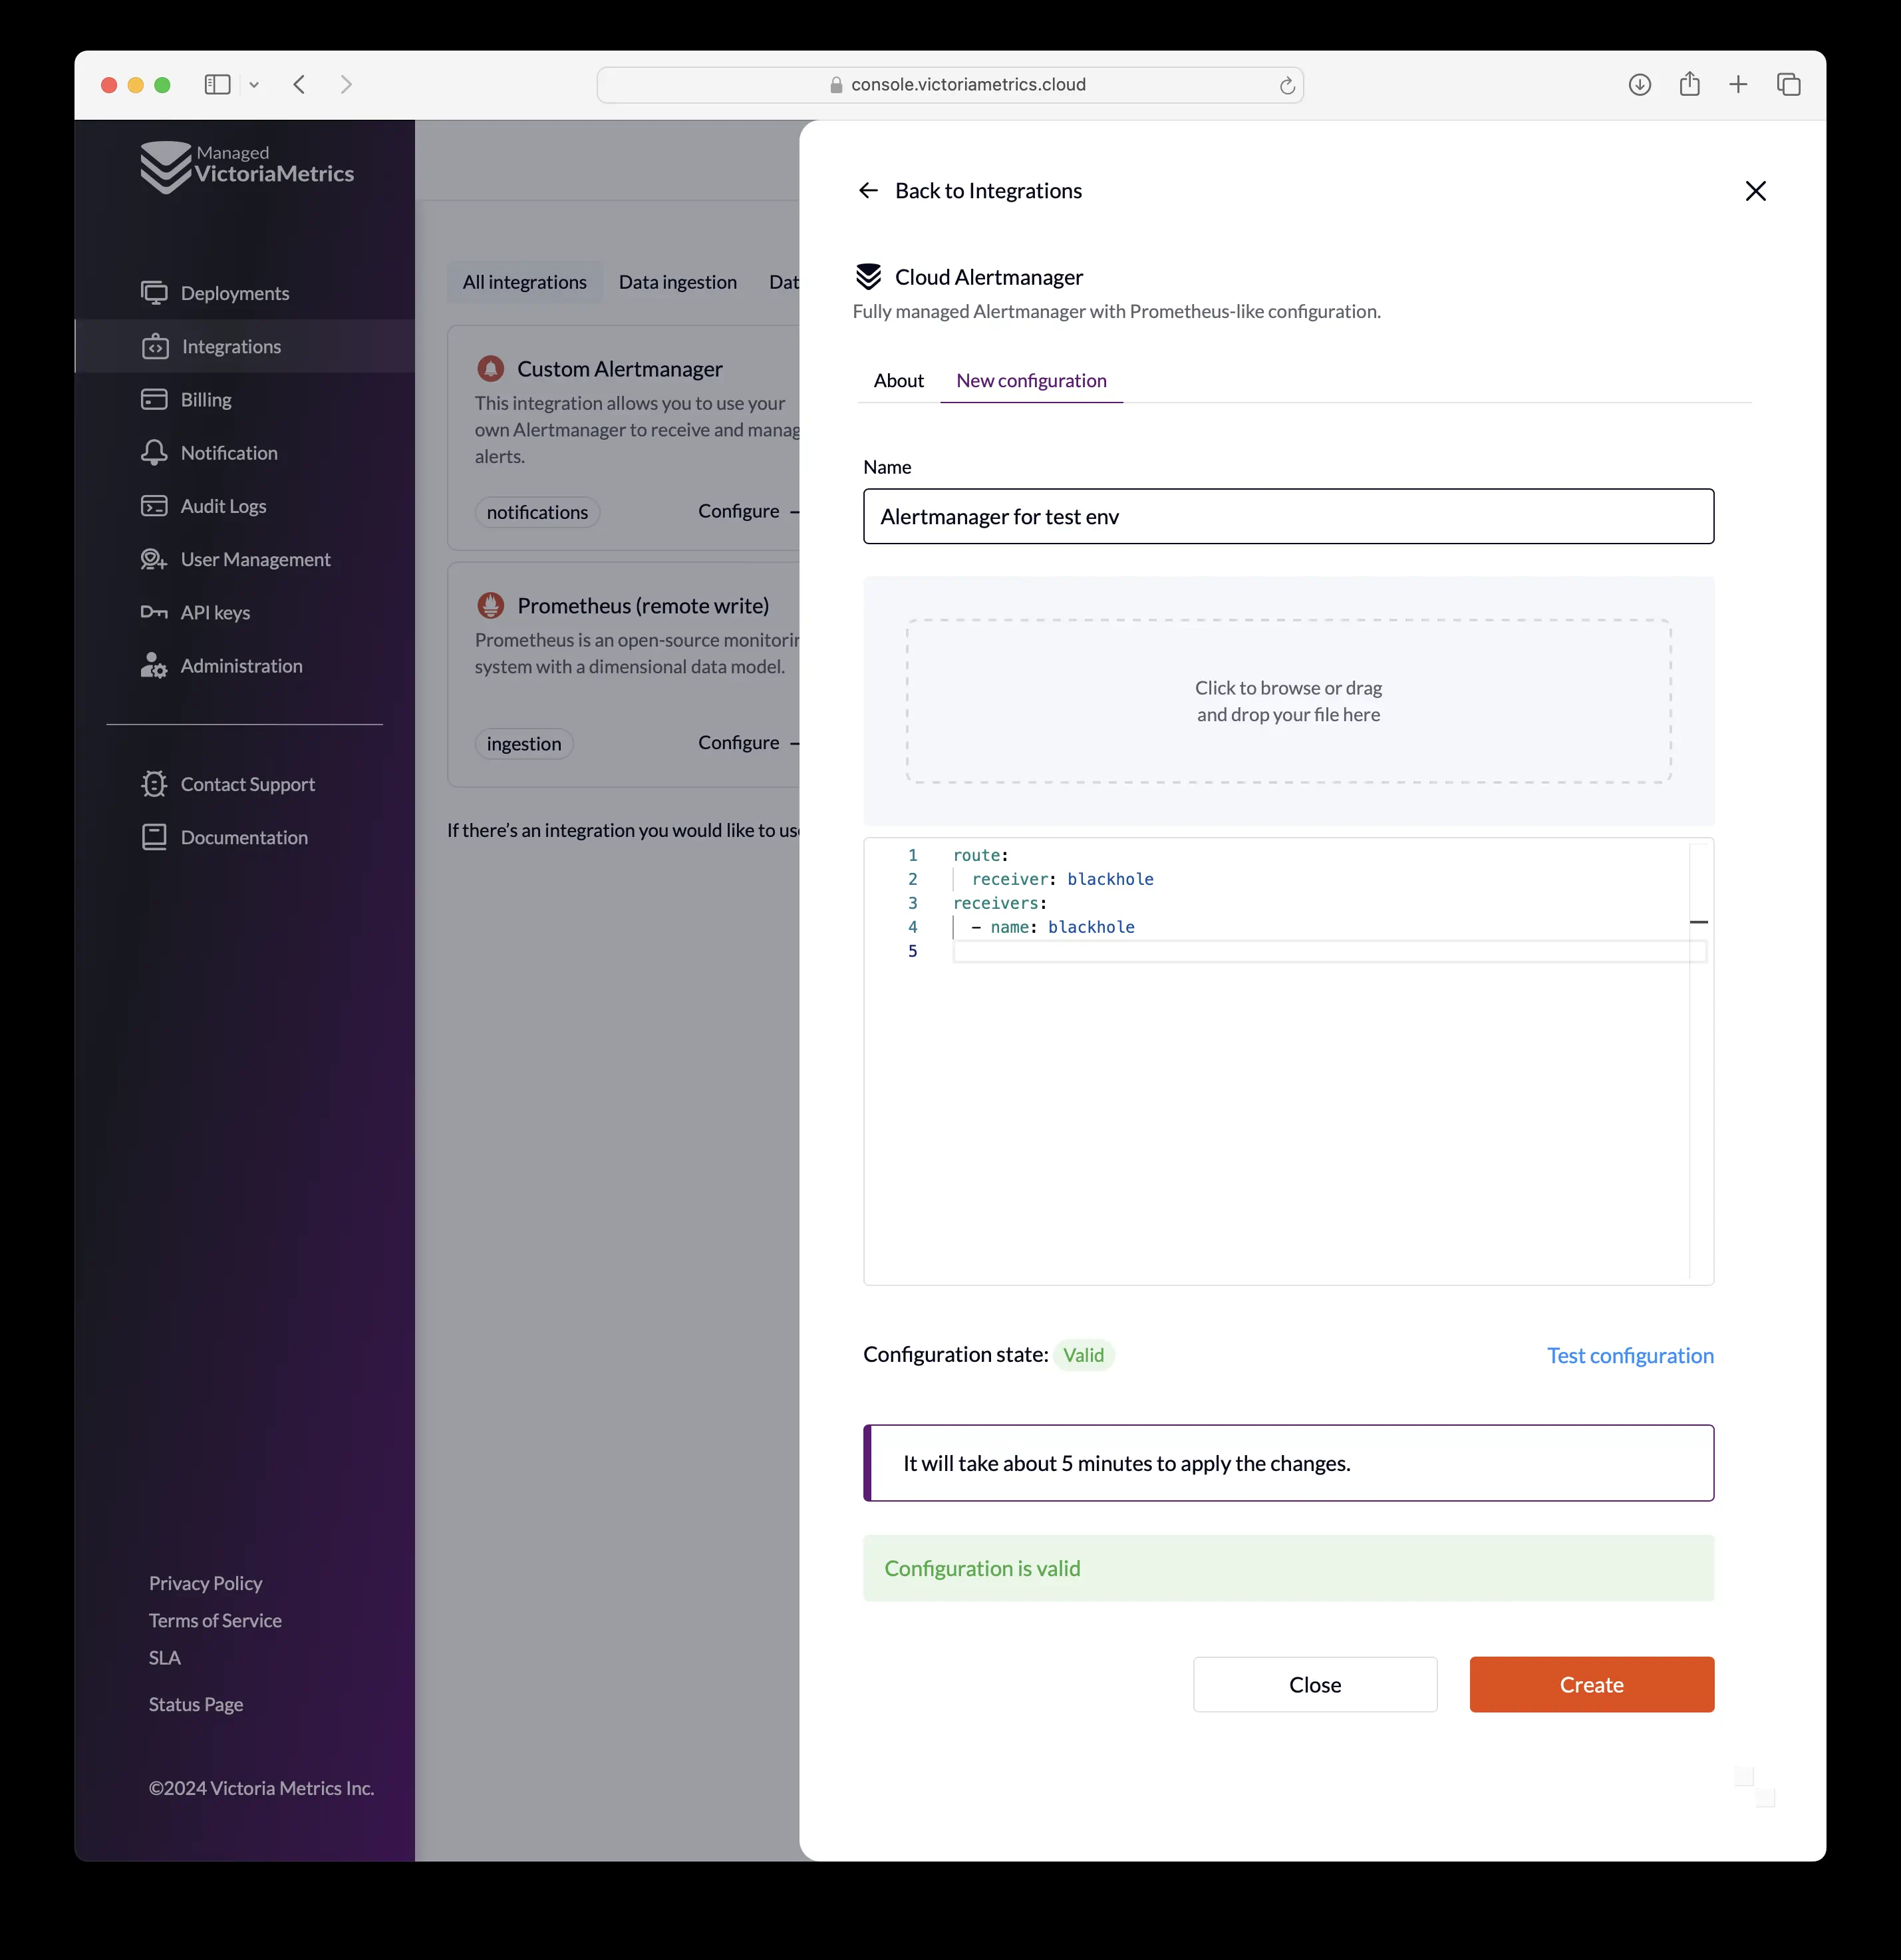 console.victoriametrics.cloud
Managed
VictoriaMetrics
Deployments
Integrations
Billing
Notification
Audit Logs
User Management
API keys
Administration
Contact Support
Documentation
Privacy Policy
Terms of Service
SLA
Status Page
©2024 Victoria Metrics Inc.
All integrations Data ingestion Dat
Custom Alertmanager
This integration allows you to use your
own Alertmanager to receive and manag
alerts.
notifications Configure
Prometheus (remote write)
Prometheus is an open-source monitorin
system with a dimensional data model.
ingestion Configure
If there's an integration you would like to us
Back to Integrations
Cloud Alertmanager
Fully managed Alertmanager with Prometheus-like configuration.
About New configuration
Name
Alertmanager for test env
Click to browse or drag
and drop your file here
1 route:
2 receiver: blackhole
3 receivers:
4 - name: blackhole
5
Configuration state: Valid Test configuration
It will take about 5 minutes to apply the changes.
Configuration is valid
Close Create